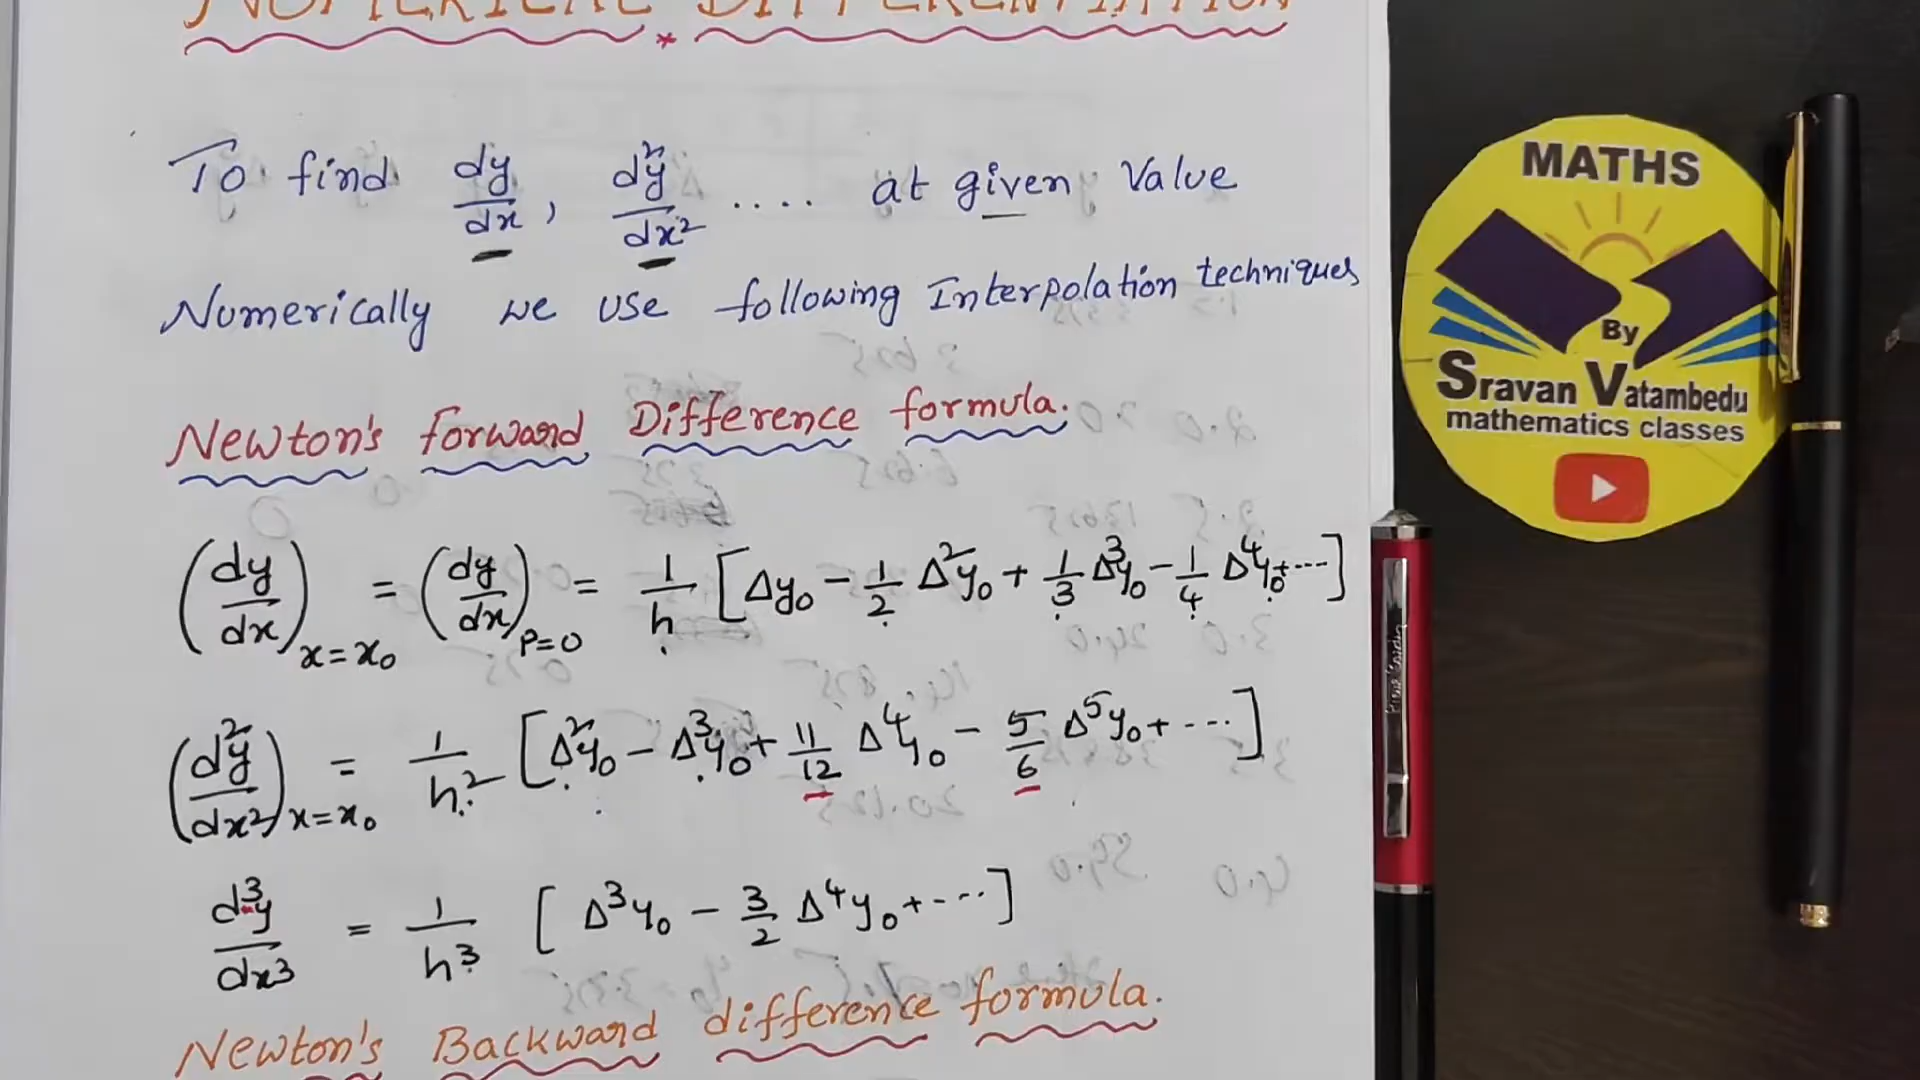 NUMERICAL DIFFERENTIATION
To find dy/dx, d²y/dx² .... at given Value
Numerically we use following Interpolation techniques
Newton's forward Difference formula.
(dy/dx)ₓ₌ₓ₀ = (dy/dx)P=0 = 1/h [Δy₀ - 1/2 Δ²y₀ + 1/3 Δ³y₀ - 1/4 Δ⁴y₀ + ---]
(d²y/dx²)ₓ₌ₓ₀ = 1/h² [Δ²y₀ - Δ³y₀ + 11/12 Δ⁴y₀ - 5/6 Δ⁵y₀ + ---]
d³y/dx³ = 1/h³ [Δ³y₀ - 3/2 Δ⁴y₀ + ---]
Newton's Backward difference formula.
MATHS
By
Sravan Vatambedu
mathematics classes